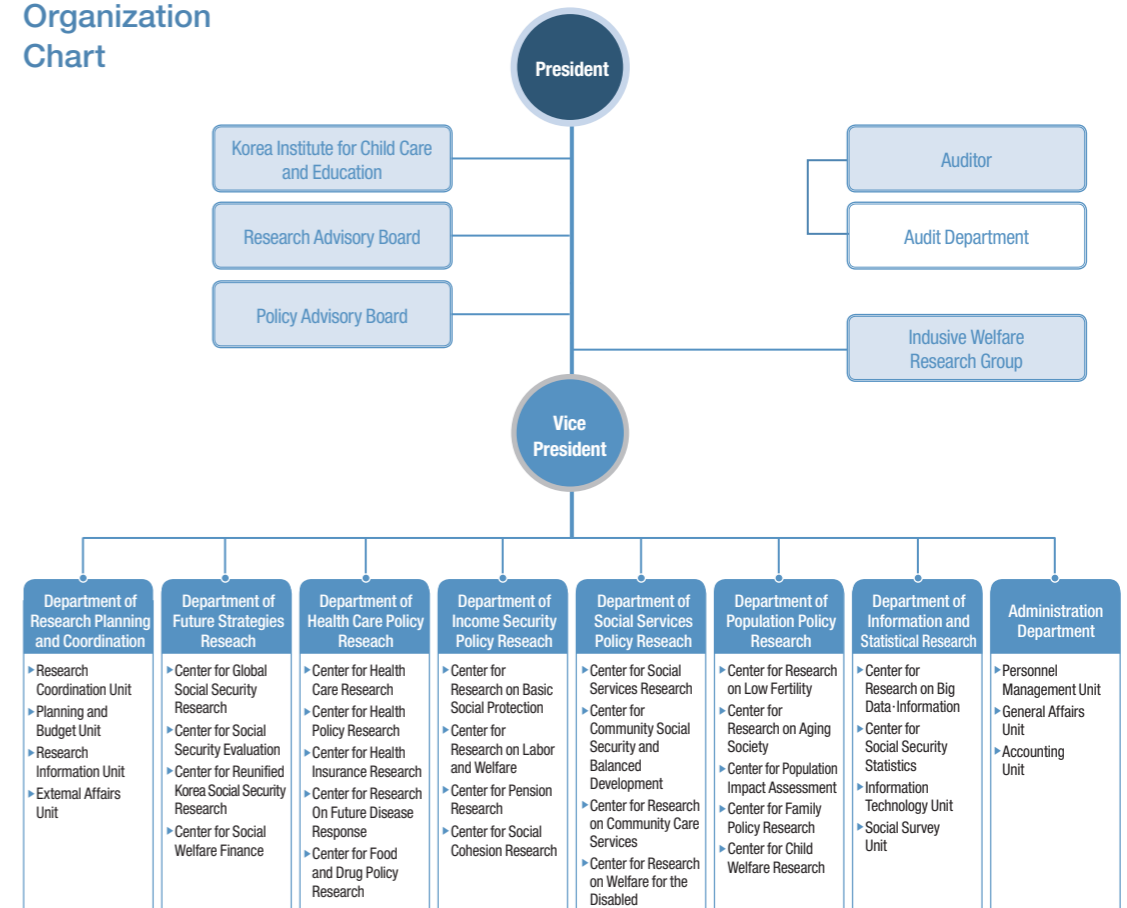 Organization
Chart
President
Korea Institute for Child Care
and Education
Research Advisory Board
Policy Advisory Board
Auditor
Audit Department
Indusive Welfare
Research Group
Vice
President
Department of
Research Planning
and Coordination
▶Research
Coordination Unit
▶Planning and
Budget Unit
▶Research
Information Unit
▶External Affairs
Unit
Department of
Future Strategies
Reseach
▶Center for Global
Social Security
Research
▶Center for Social
Security Evaluation
▶Center for Reunified
Korea Social Security
Research
▶Center for Social
Welfare Finance
Department of
Health Care Policy
Reseach
▶Center for Health
Care Research
▶Center for Health
Policy Research
▶Center for Health
Insurance Research
▶Center for Research
On Future Disease
Response
▶Center for Food
and Drug Policy
Research
Department of
Income Security
Policy Reseach
▶Center for
Research on Basic
Social Protection
▶Center for
Research on Labor
and Welfare
▶Center for Pension
Research
▶Center for Social
Cohesion Research
Department of
Social Services
Policy Research
▶Center for Social
Services Research
▶Center for
Community Social
Security and
Balanced
Development
▶Center for Research
on Community Care
Services
▶Center for Research
on Welfare for the
Disabled
Department of
Population Policy
Research
▶Center for Research
on Low Fertility
▶Center for
Research on Aging
Society
▶Center for Population
Impact Assessment
▶Center for Family
Policy Research
▶Center for Child
Welfare Research
Department of
Information and
Statistical Research
▶Center for
Research on Big
Data·Information
▶Center for
Social Security
Statistics
▶Information
Technology Unit
▶Social Survey
Unit
Administration
Department
▶Personnel
Management Unit
▶General Affairs
Unit
▶Accounting
Unit